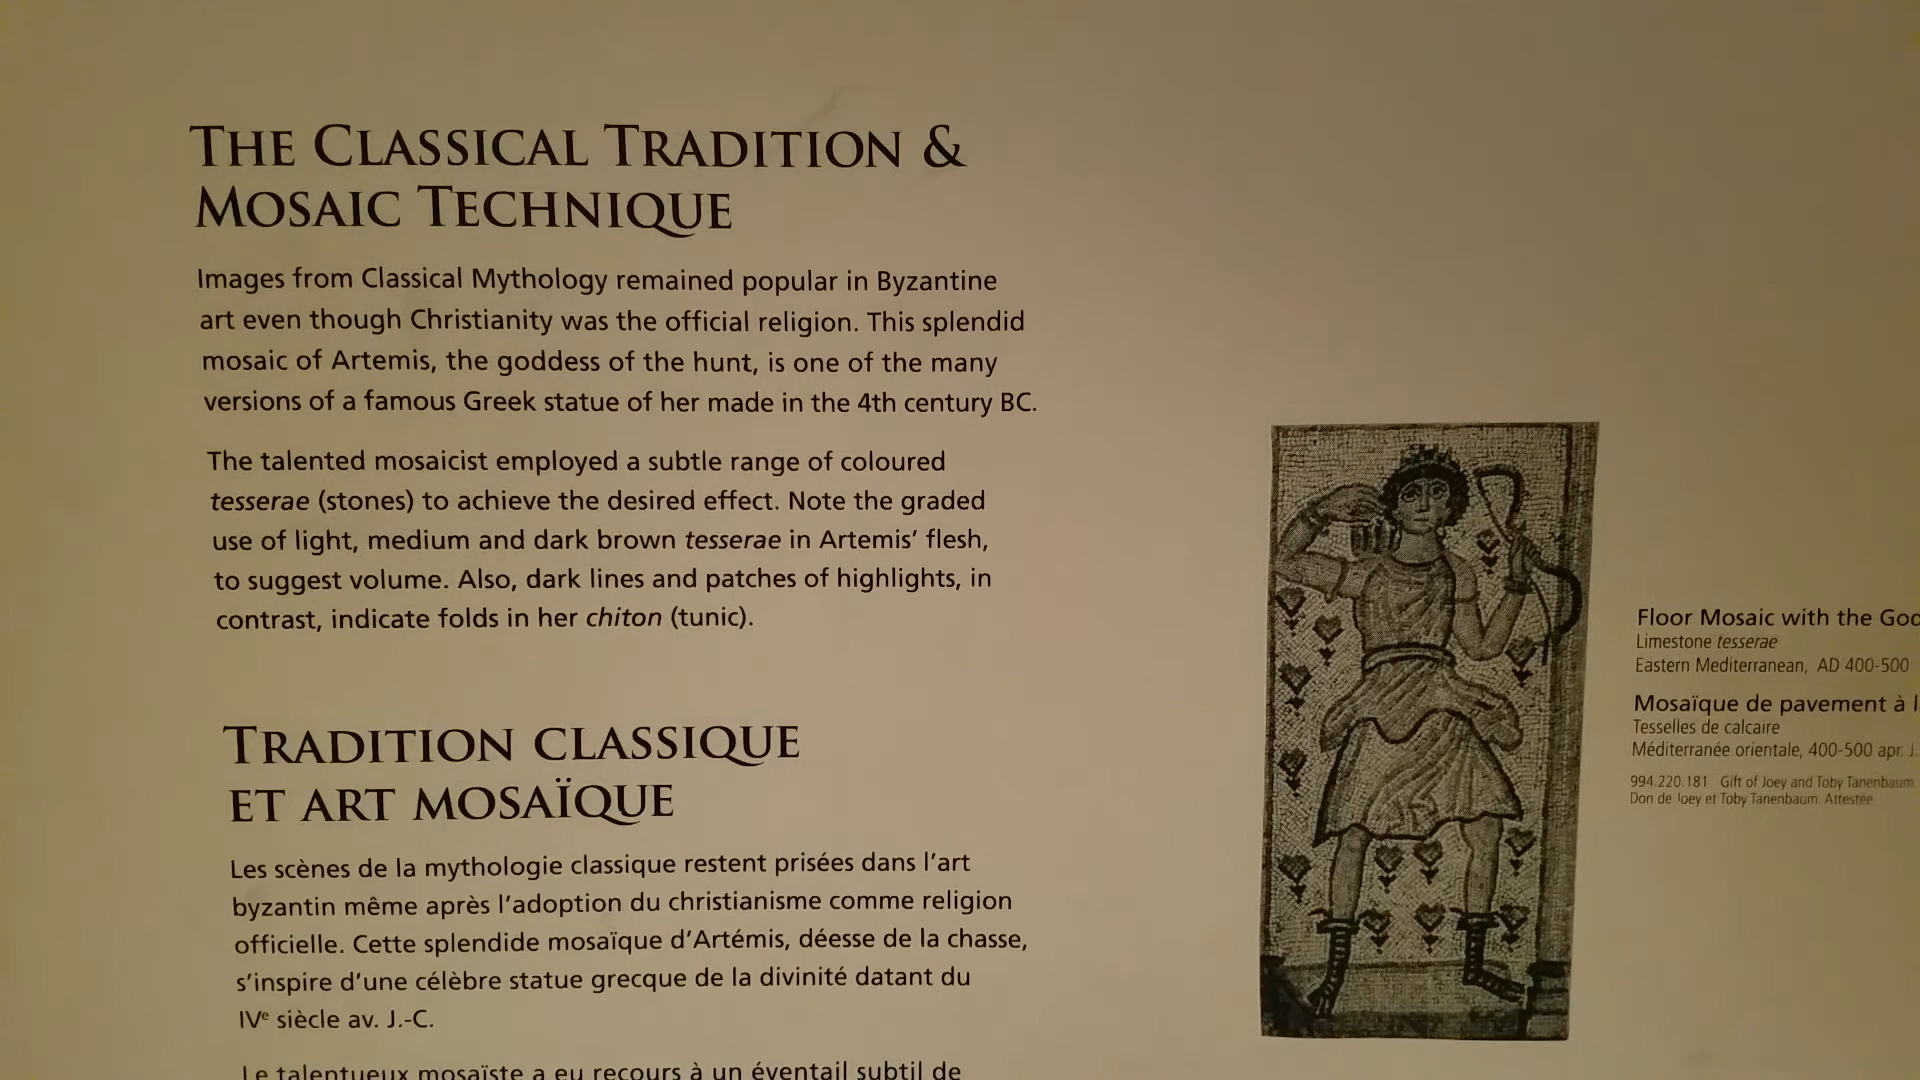 THE CLASSICAL TRADITION &
MOSAIC TECHNIQUE
Images from Classical Mythology remained popular in Byzantine
art even though Christianity was the official religion. This splendid
mosaic of Artemis, the goddess of the hunt, is one of the many
versions of a famous Greek statue of her made in the 4th century BC.
The talented mosaicist employed a subtle range of coloured
tesserae (stones) to achieve the desired effect. Note the graded
use of light, medium and dark brown tesserae in Artemis’ flesh,
to suggest volume. Also, dark lines and patches of highlights, in
contrast, indicate folds in her chiton (tunic).
TRADITION CLASSIQUE
ET ART MOSAÏQUE
Les scènes de la mythologie classique restent prisées dans l’art
byzantin même après l’adoption du christianisme comme religion
officielle. Cette splendide mosaïque d’Artémis, déesse de la chasse,
s’inspire d’une célèbre statue grecque de la divinité datant du
IVe siècle av. J.-C.
Le talentueux mosaïste a eu recours à un éventail subtil de
Floor Mosaic with the
Limestone tesserae
Eastern Mediterranean, AD 400-500
Mosaïque de pavement à
Tesselles de calcaire
Méditerranée orientale, 400-500 apr. J.
994.220.181 Gift of Joey and Toby Tanenbaum
Don de Joey et Toby Tanenbaum. Attestée